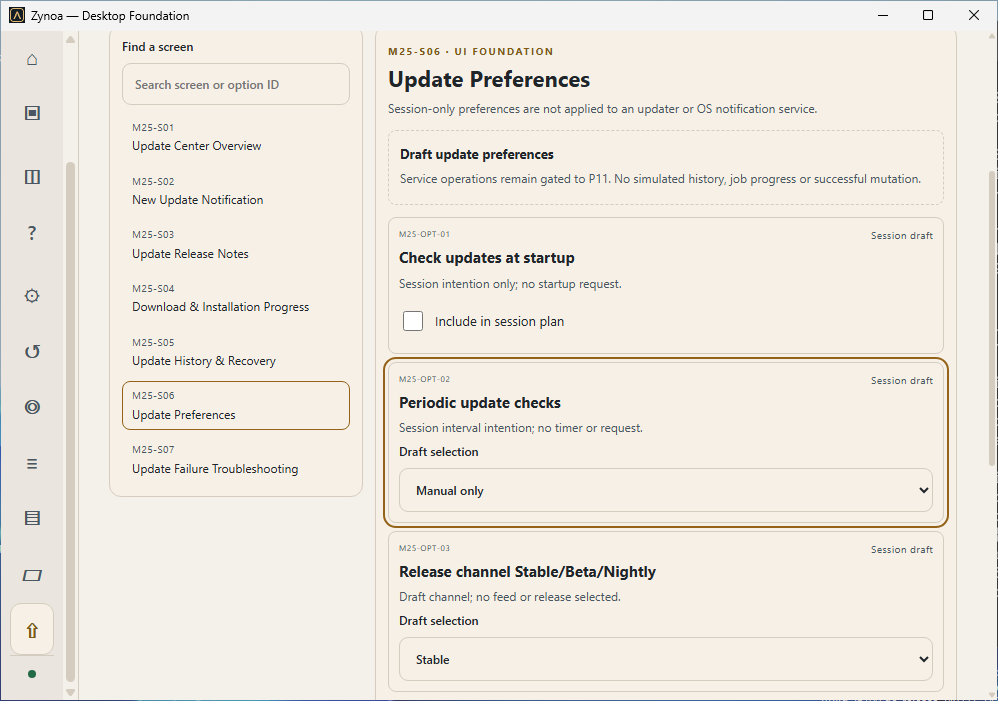 Zynoa — Desktop Foundation
Find a screen
Search screen or option ID
M25-S01
Update Center Overview
M25-S02
New Update Notification
M25-S03
Update Release Notes
M25-S04
Download & Installation Progress
M25-S05
Update History & Recovery
M25-S06
Update Preferences
M25-S07
Update Failure Troubleshooting
M25-S06 · UI FOUNDATION
Update Preferences
Session-only preferences are not applied to an updater or OS notification service.
Draft update preferences
Service operations remain gated to P11. No simulated history, job progress or successful mutation.
M25-OPT-01
Session draft
Check updates at startup
Session intention only; no startup request.
Include in session plan
M25-OPT-02
Session draft
Periodic update checks
Session interval intention; no timer or request.
Draft selection
Manual only
M25-OPT-03
Session draft
Release channel Stable/Beta/Nightly
Draft channel; no feed or release selected.
Draft selection
Stable